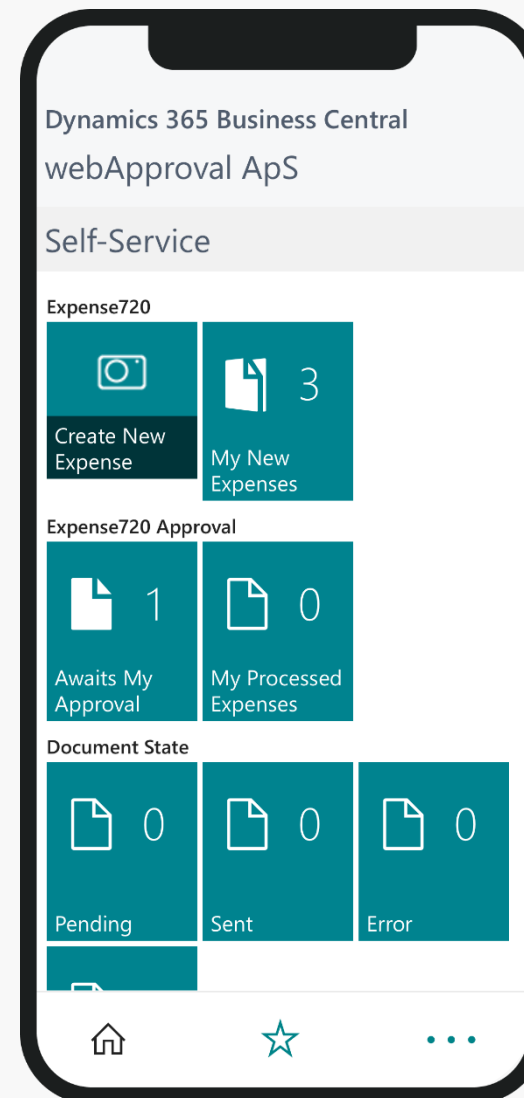 Dynamics 365 Business Central
webApproval ApS
Self-Service
Expense720
Create New
Expense
3
My New
Expenses
Expense720 Approval
1
Awaits My
Approval
0
My Processed
Expenses
Document State
0
Pending
0
Sent
0
Error